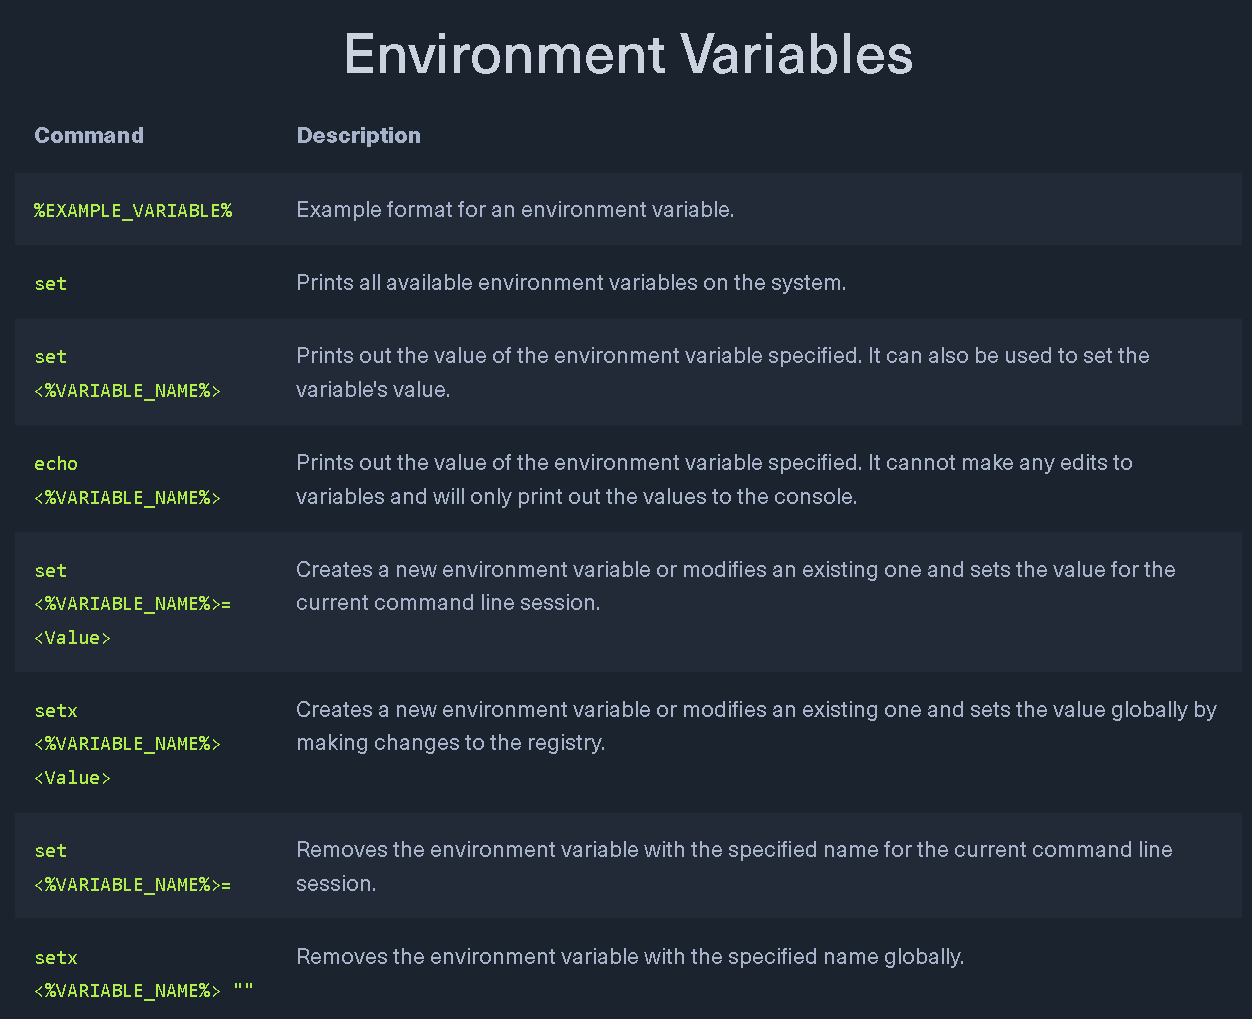 Environment Variables
Command Description
%EXAMPLE_VARIABLE% Example format for an environment variable.
set Prints all available environment variables on the system.
set Prints out the value of the environment variable specified. It can also be used to set the
<%VARIABLE_NAME%> variable's value.
echo Prints out the value of the environment variable specified. It cannot make any edits to
<%VARIABLE_NAME%> variables and will only print out the values to the console.
set Creates a new environment variable or modifies an existing one and sets the value for the
<%VARIABLE_NAME%>= current command line session.
<Value>
setx Creates a new environment variable or modifies an existing one and sets the value globally by
<%VARIABLE_NAME%> making changes to the registry.
<Value>
set Removes the environment variable with the specified name for the current command line
<%VARIABLE_NAME%>= session.
setx Removes the environment variable with the specified name globally.
<%VARIABLE_NAME%> ""